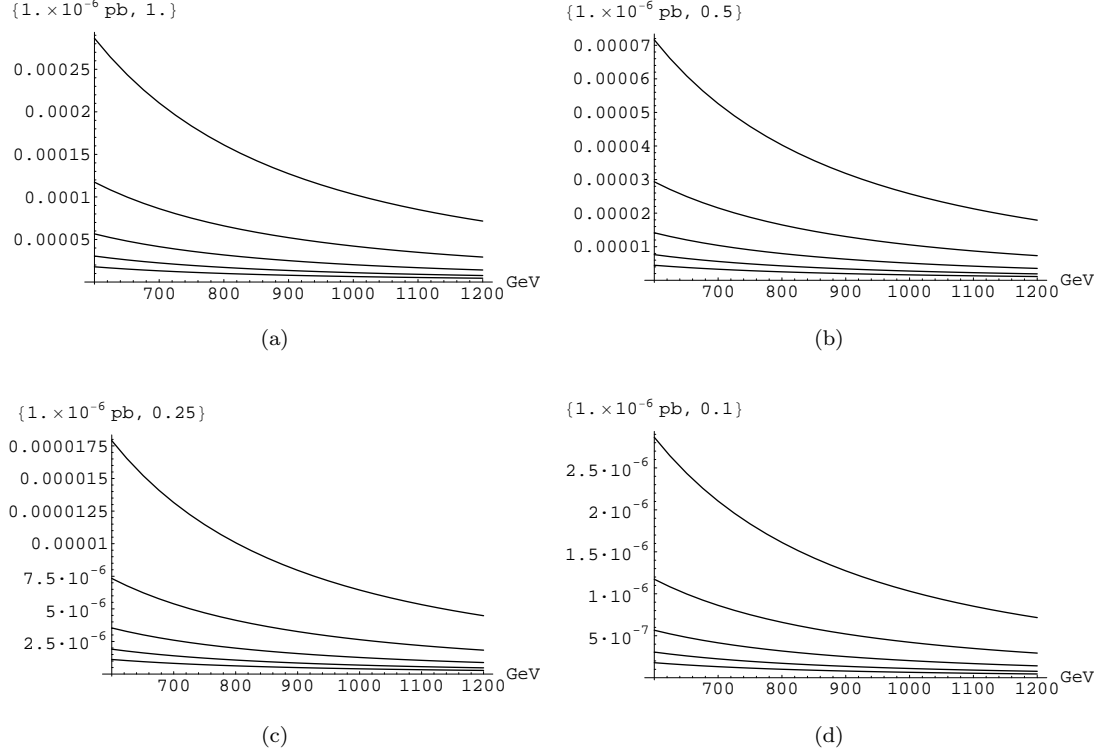 {1. ×10⁻⁶ pb, 1.}
0.00025
0.0002
0.00015
0.0001
0.00005
700 800 900 1000 1100 1200 GeV
(a)
{1. ×10⁻⁶ pb, 0.5}
0.00007
0.00006
0.00005
0.00004
0.00003
0.00002
0.00001
700 800 900 1000 1100 1200 GeV
(b)
{1. ×10⁻⁶ pb, 0.25}
0.0000175
0.000015
0.0000125
0.00001
7.5·10⁻⁶
5·10⁻⁶
2.5·10⁻⁶
700 800 900 1000 1100 1200 GeV
(c)
{1. ×10⁻⁶ pb, 0.1}
2.5·10⁻⁶
2·10⁻⁶
1.5·10⁻⁶
1·10⁻⁶
5·10⁻⁷
700 800 900 1000 1100 1200 GeV
(d)